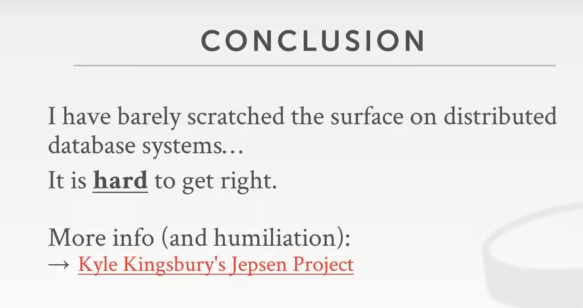 CONCLUSION
I have barely scratched the surface on distributed
database systems…
It is hard to get right.
More info (and humiliation):
→ Kyle Kingsbury's Jepsen Project